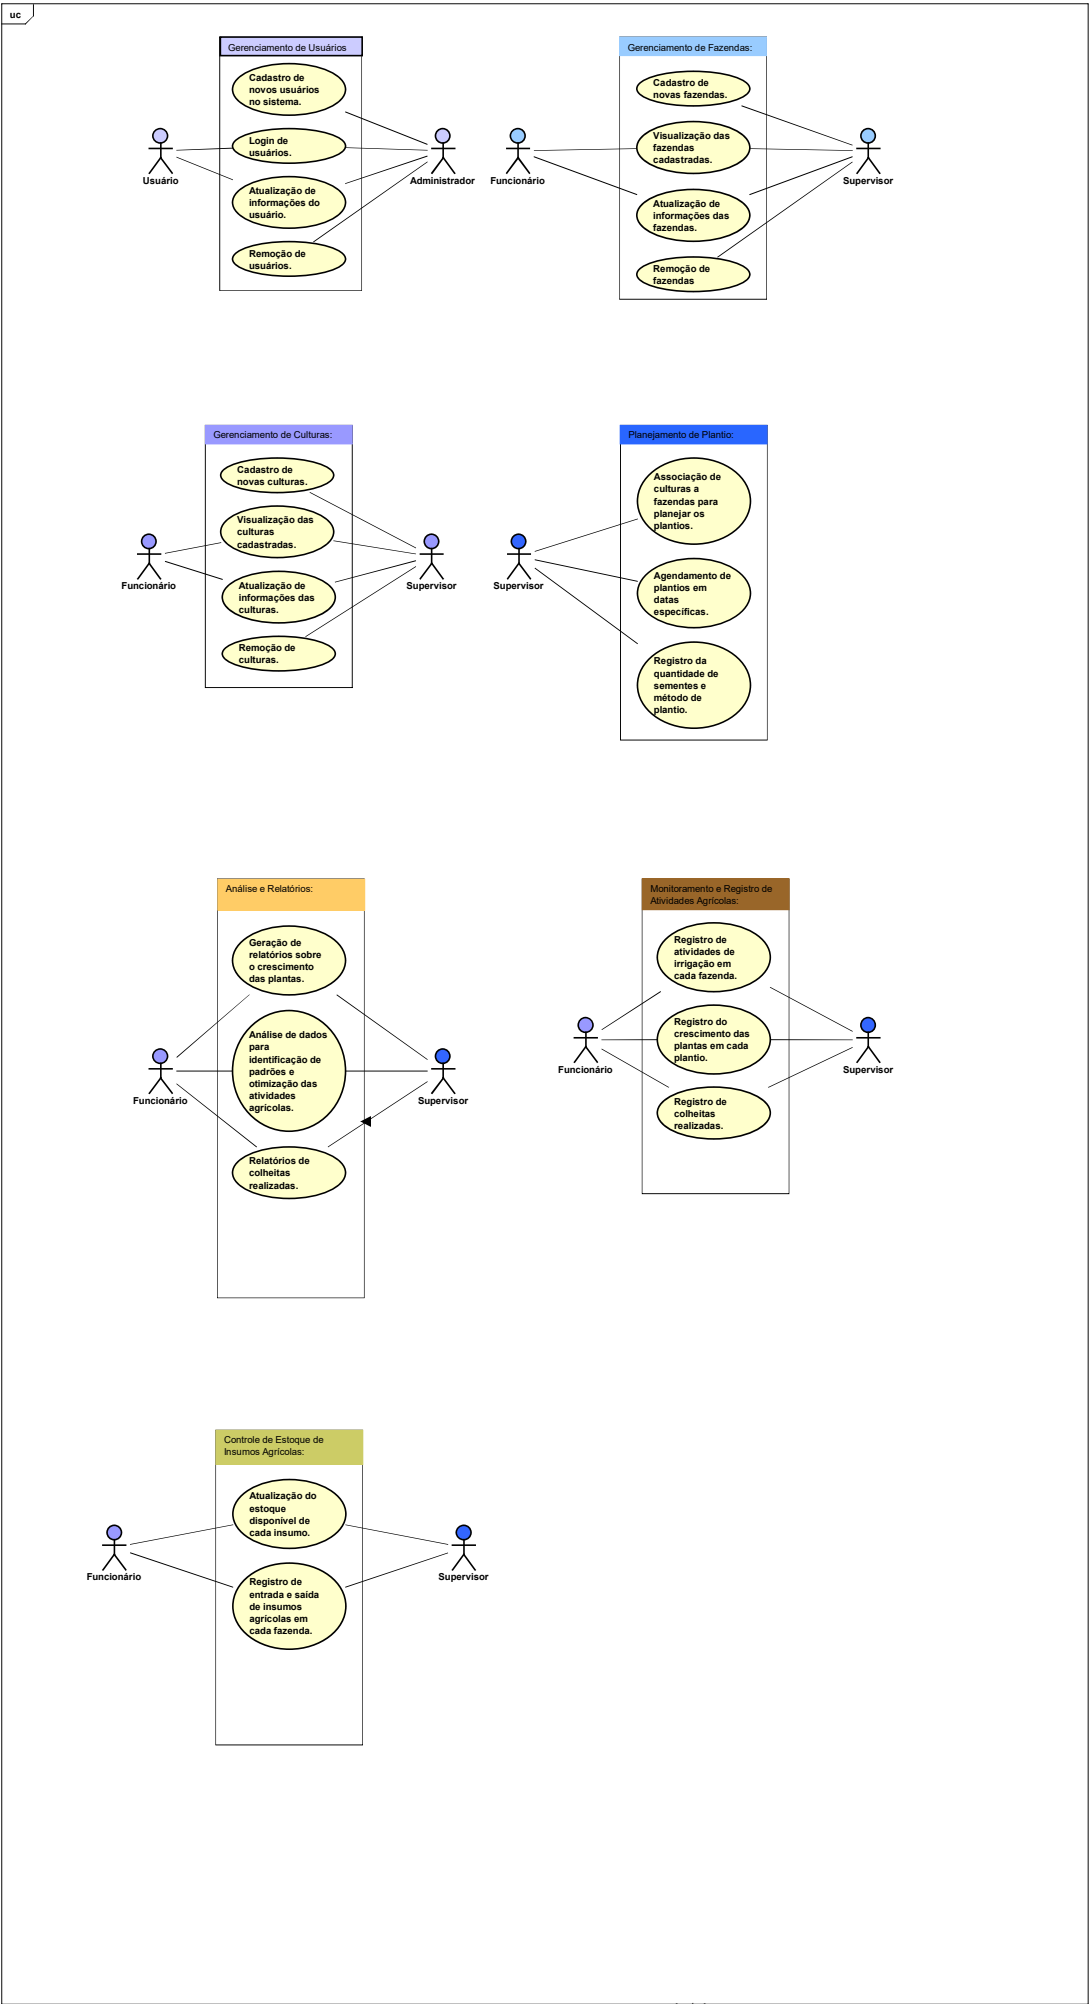 uc
Gerenciamento de Usuários
Cadastro de
novos usuários
no sistema.
Login de
usuários.
Atualização de
informações do
usuário.
Remoção de
usuários.
Usuário
Administrador
Gerenciamento de Fazendas:
Cadastro de
novas fazendas.
Visualização das
fazendas
cadastradas.
Atualização de
informações das
fazendas.
Remoção de
fazendas
Funcionário
Supervisor
Gerenciamento de Culturas:
Cadastro de
novas culturas.
Visualização das
culturas
cadastradas.
Atualização de
informações das
culturas.
Remoção de
culturas.
Funcionário
Supervisor
Planejamento de Plantio:
Associação de
culturas a
fazendas para
planejar os
plantios.
Agendamento de
plantios em
datas
específicas.
Registro da
quantidade de
sementes e
método de
plantio.
Supervisor
Análise e Relatórios:
Geração de
relatórios sobre
o crescimento
das plantas.
Análise de dados
para
identificação de
padrões e
otimização das
atividades
agrícolas.
Relatórios de
colheitas
realizadas.
Funcionário
Supervisor
Monitoramento e Registro de
Atividades Agrícolas:
Registro de
atividades de
irrigação em
cada fazenda.
Registro do
crescimento das
plantas em cada
plantio.
Registro de
colheitas
realizadas.
Funcionário
Supervisor
Controle de Estoque de
Insumos Agrícolas:
Atualização do
estoque
disponível de
cada insumo.
Registro de
entrada e saída
de insumos
agrícolas em
cada fazenda.
Funcionário
Supervisor